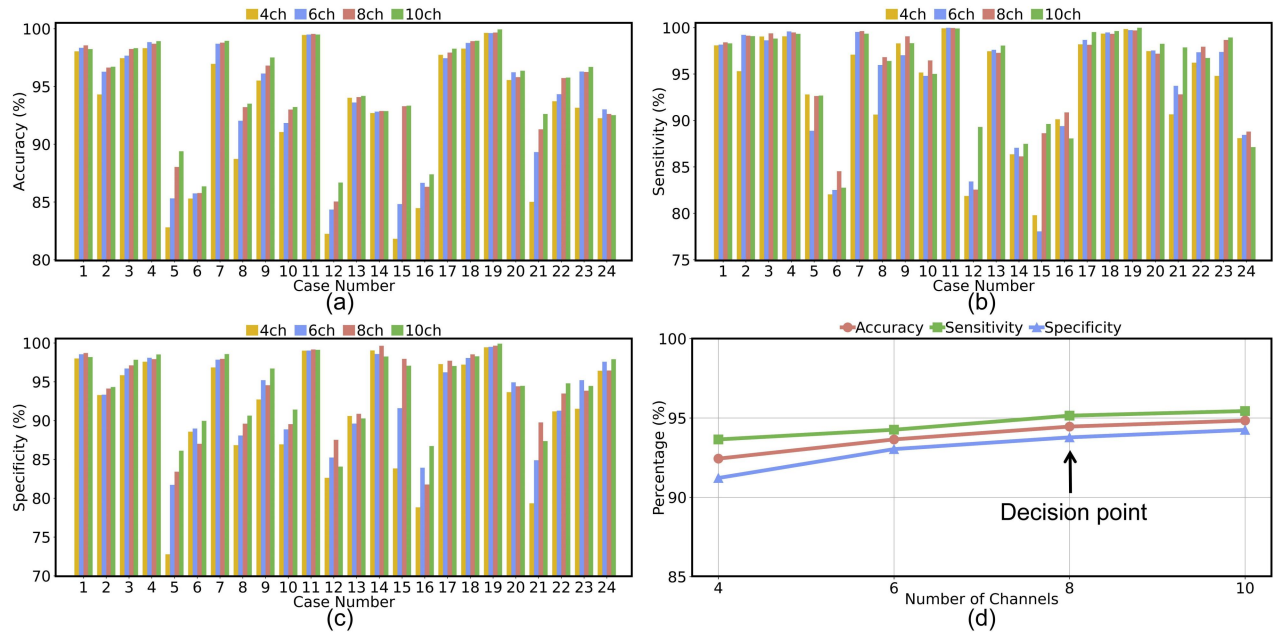 4ch 6ch 8ch 10ch
100
95
90
85
80
Accuracy (%)
1 2 3 4 5 6 7 8 9 10 11 12 13 14 15 16 17 18 19 20 21 22 23 24
Case Number
(a)
4ch 6ch 8ch 10ch
100
95
90
85
80
75
Sensitivity (%)
1 2 3 4 5 6 7 8 9 10 11 12 13 14 15 16 17 18 19 20 21 22 23 24
Case Number
(b)
4ch 6ch 8ch 10ch
100
95
90
85
80
75
70
Specificity (%)
1 2 3 4 5 6 7 8 9 10 11 12 13 14 15 16 17 18 19 20 21 22 23 24
Case Number
(c)
Accuracy Sensitivity Specificity
100
95
90
85
Percentage (%)
Decision point
4 6 8 10
Number of Channels
(d)